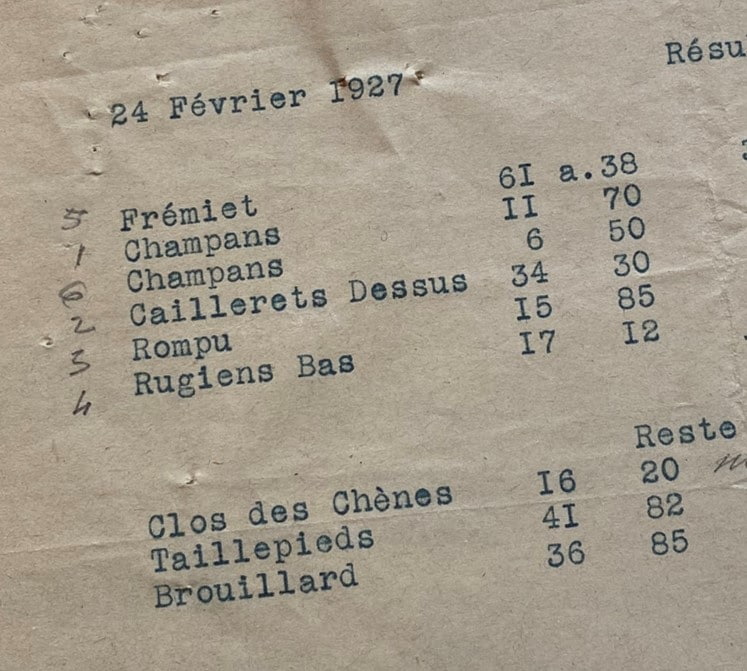 Résu
24 Février I927
5 Frémiet 6I a.38
1 Champans II 70
6 Champans 6 50
2 Caillerets Dessus 34 30
3 Rompu I5 85
4 Rugiens Bas I7 I2
Reste
Clos des Chènes I6 20
Taillepieds 4I 82
Brouillard 36 85